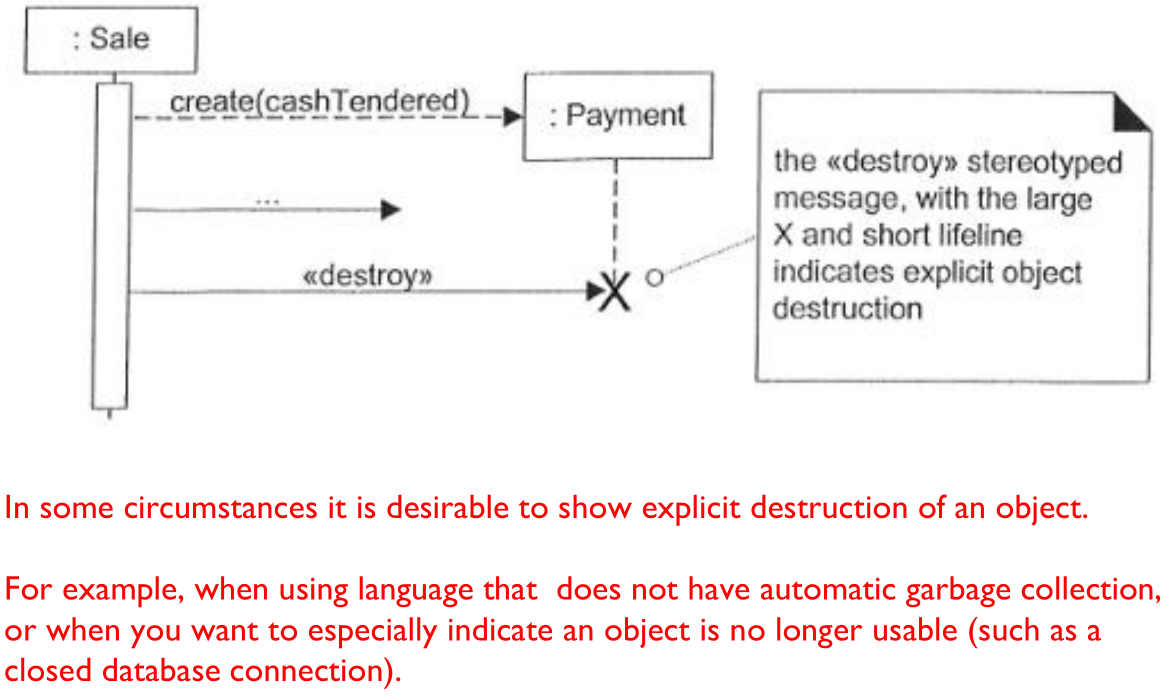 : Sale
create(cashTendered)
: Payment
...
«destroy»
X
the «destroy» stereotyped
message, with the large
X and short lifeline
indicates explicit object
destruction
In some circumstances it is desirable to show explicit destruction of an object.
For example, when using language that  does not have automatic garbage collection,
or when you want to especially indicate an object is no longer usable (such as a
closed database connection).